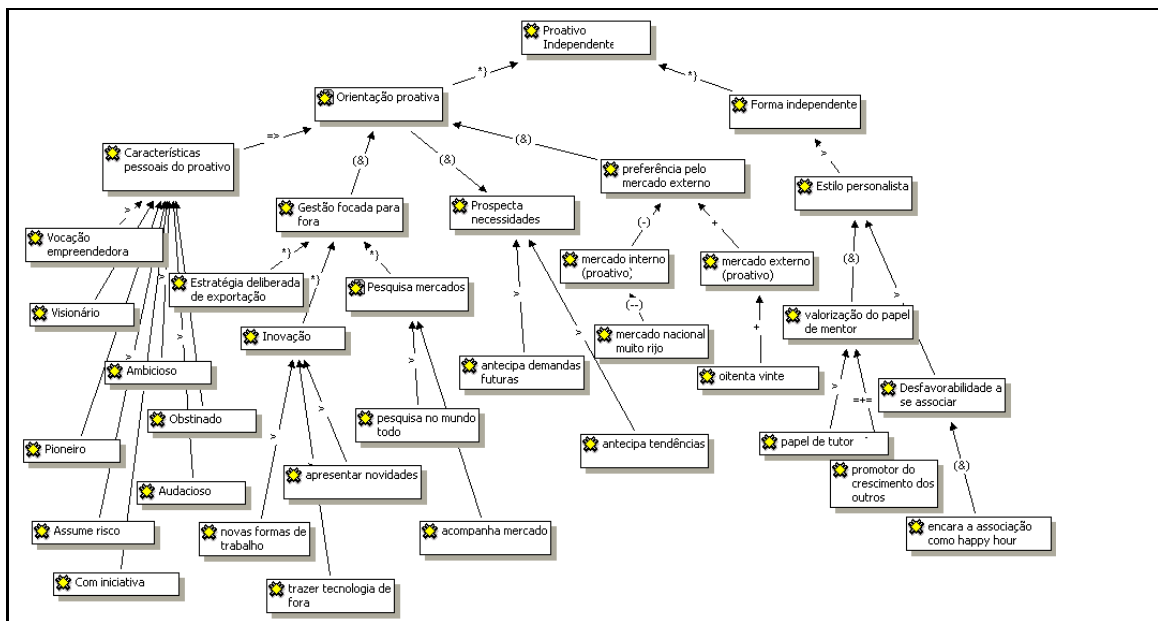 Proativo
Independente
*}
*}
Orientação proativa
Forma independente
=>
(&)
(&)
(&)
>
Características
pessoais do proativo
preferência pelo
mercado externo
Estilo personalista
Gestão focada para
fora
Prospecta
necessidades
>
Vocação
empreendedora
(-)
+
*}
*}
*}
mercado interno
(proativo)
mercado externo
(proativo)
(&)
Estratégia deliberada
de exportação
Pesquisa mercados
>
(--)
>
Visionário
valorização do papel
de mentor
Inovação
mercado nacional
muito rijo
>
+
>
antecipa demandas
futuras
oitenta vinte
Ambicioso
>
Desfavorabilidade a
se associar
>
=+=
>
Obstinado
pesquisa no mundo
todo
>
>
Pioneiro
antecipa tendências
papel de tutor
apresentar novidades
promotor do
crescimento dos
outros
(&)
Audacioso
Assume risco
novas formas de
trabalho
acompanha mercado
encara a associação
como happy hour
Com iniciativa
trazer tecnologia de
fora